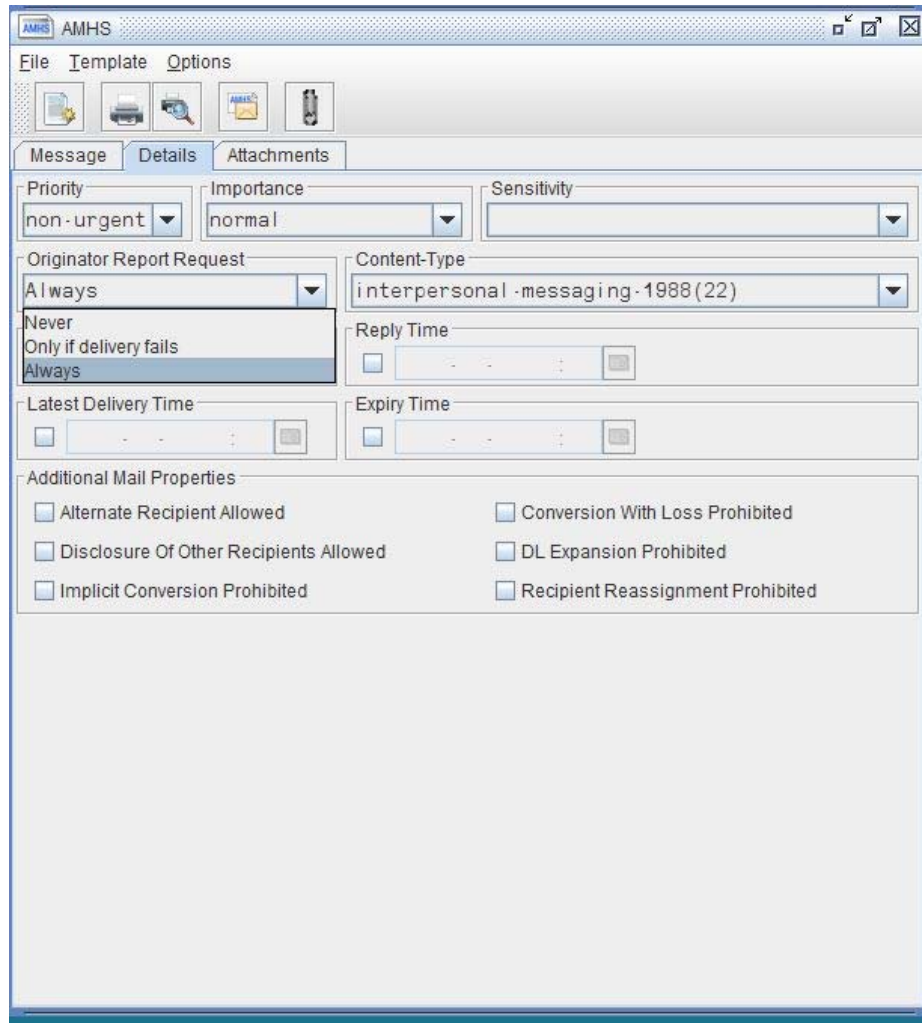 AMHS AMHS
File Template Options
AMHS
Message Details Attachments
Priority Importance Sensitivity
non-urgent normal
Originator Report Request Content-Type
Always interpersonal-messaging-1988(22)
Never
Only if delivery fails
Always
Reply Time
- - :
Latest Delivery Time Expiry Time
- - : - - :
Additional Mail Properties
Alternate Recipient Allowed Conversion With Loss Prohibited
Disclosure Of Other Recipients Allowed DL Expansion Prohibited
Implicit Conversion Prohibited Recipient Reassignment Prohibited